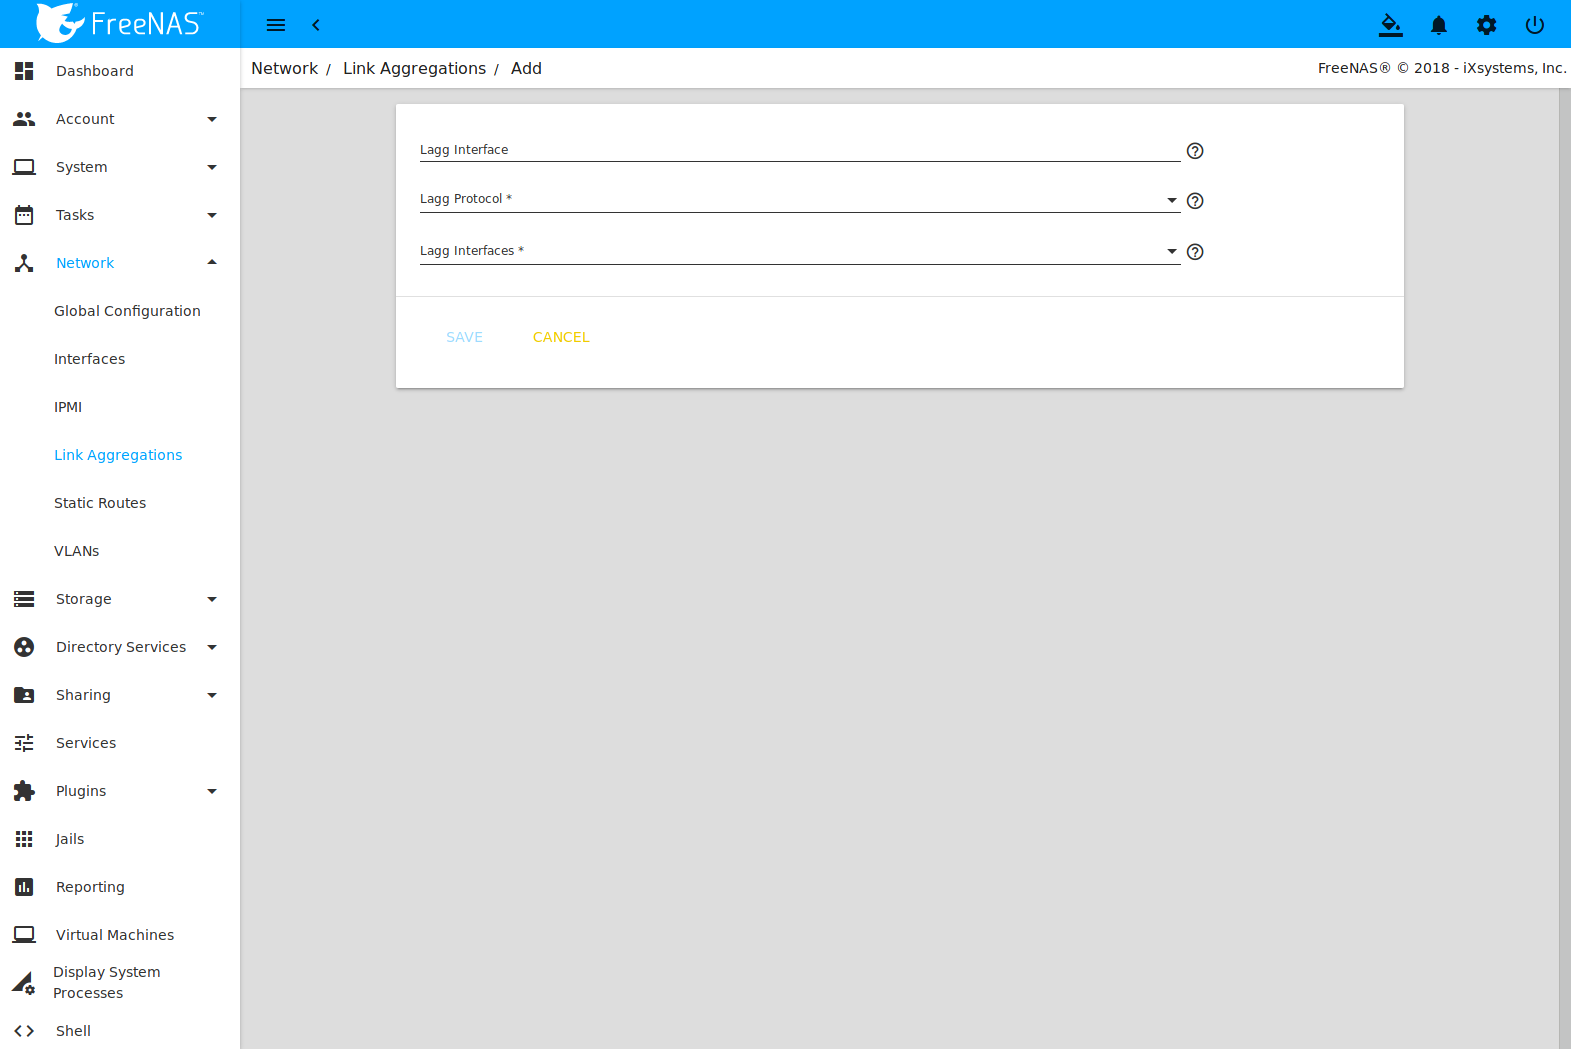 FreeNAS™
Network / Link Aggregations / Add
FreeNAS® © 2018 - iXsystems, Inc.
Dashboard
Account
System
Tasks
Network
Global Configuration
Interfaces
IPMI
Link Aggregations
Static Routes
VLANs
Storage
Directory Services
Sharing
Services
Plugins
Jails
Reporting
Virtual Machines
Display System
Processes
Shell
Lagg Interface
Lagg Protocol *
Lagg Interfaces *
SAVE CANCEL